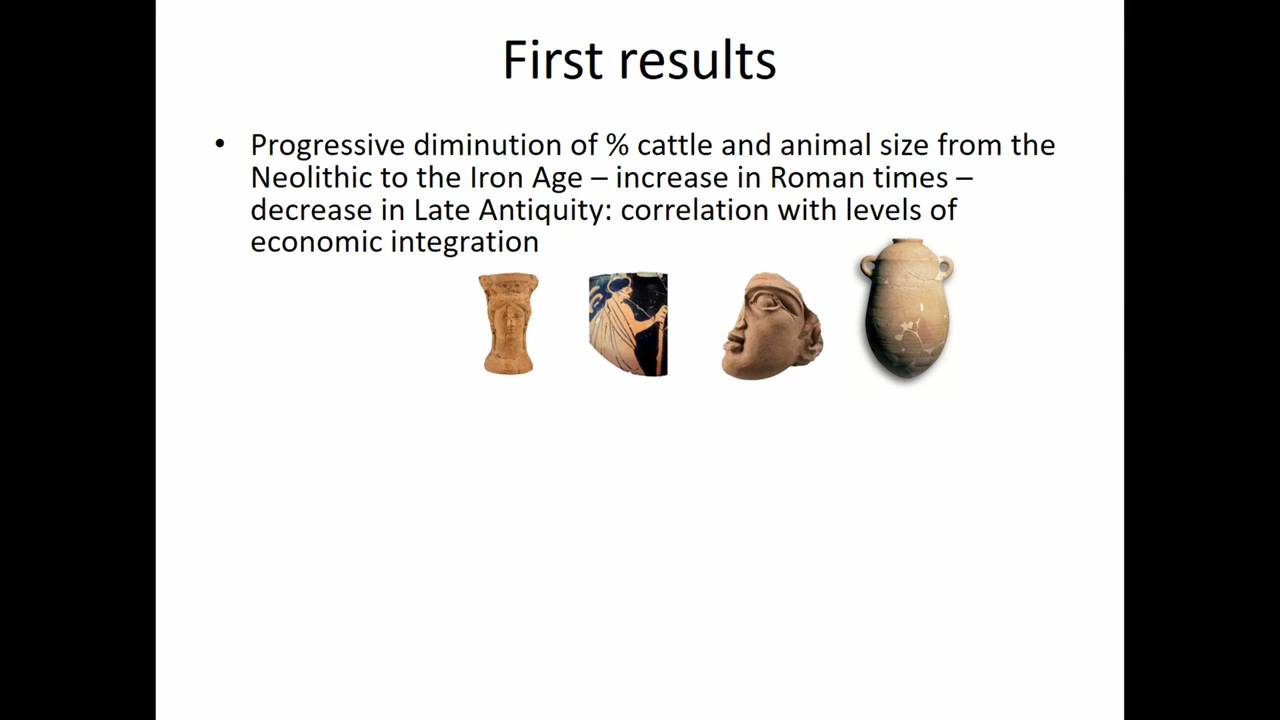 First results
• Progressive diminution of % cattle and animal size from the
Neolithic to the Iron Age – increase in Roman times –
decrease in Late Antiquity: correlation with levels of
economic integration